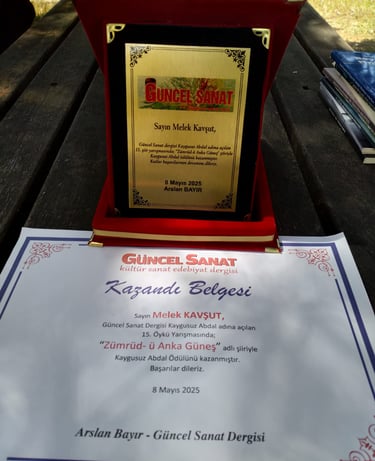 GÜNCEL SANAT
Sayın Melek Kavşut,
Güncel Sanat dergisi Kaygusuz Abdal adına açılan
15. şiir yarışmasında; "Zümrüd-ü Anka Güneş" şiiriyle
Kaygusuz Abdal ödülünü kazanmıştır.
Kutlar başarılarının devamını dileriz.
8 Mayıs 2025
Arslan BAYIR
GÜNCEL SANAT
kültür sanat edebiyat dergisi
Kazandı Belgesi
Sayın Melek KAVŞUT,
Güncel Sanat Dergisi Kaygusuz Abdal adına açılan
15. Öykü Yarışmasında;
"Zümrüd- ü Anka Güneş" adlı şiiriyle
Kaygusuz Abdal Ödülünü kazanmıştır.
Başarılar dileriz.
8 Mayıs 2025
Arslan Bayır - Güncel Sanat Dergisi